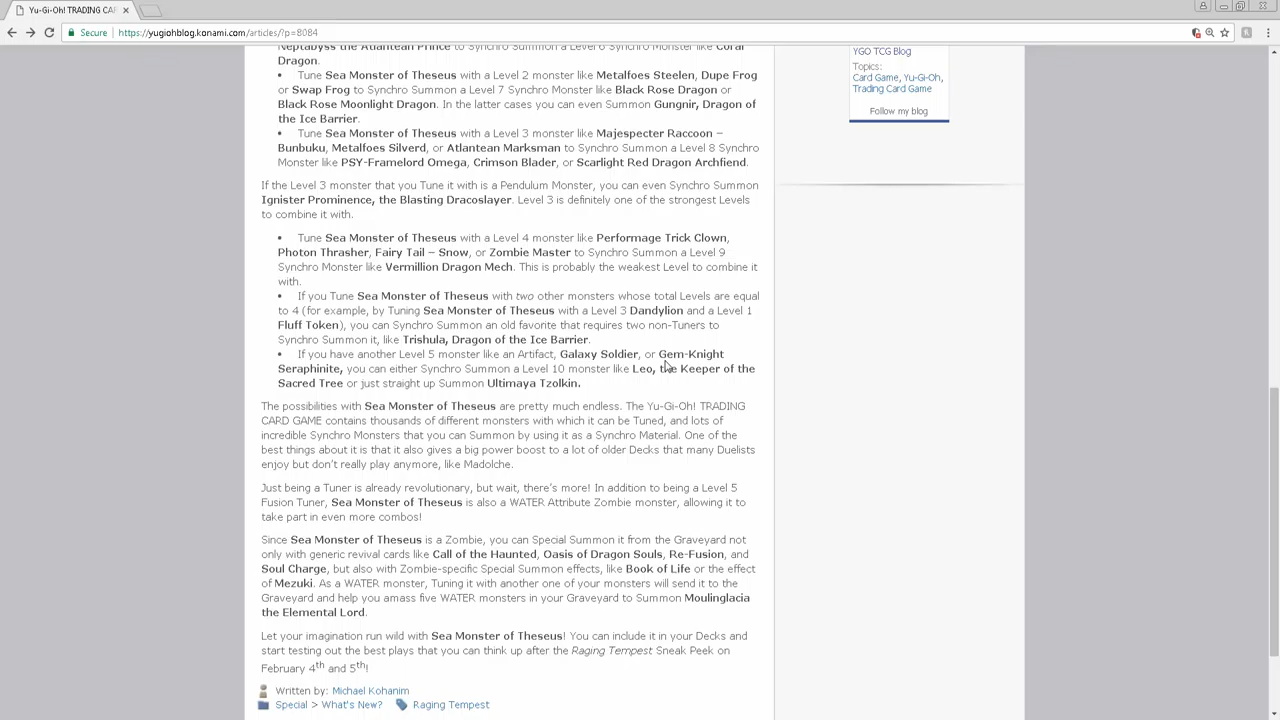 Yu-Gi-Oh! TRADING CAR
Secure
https://yugiohblog.konami.com/articles/?p=8084
Neptabyss the Atlantean Prince to Synchro Summon a Level 6 Synchro Monster like Coral
Dragon.
• Tune Sea Monster of Theseus with a Level 2 monster like Metalfoes Steelen, Dupe Frog
or Swap Frog to Synchro Summon a Level 7 Synchro Monster like Black Rose Dragon or
Black Rose Moonlight Dragon. In the latter cases you can even Summon Gungnir, Dragon of
the Ice Barrier.
• Tune Sea Monster of Theseus with a Level 3 monster like Majespecter Raccoon –
Bunbuku, Metalfoes Silverd, or Atlantean Marksman to Synchro Summon a Level 8 Synchro
Monster like PSY-Framelord Omega, Crimson Blader, or Scarlight Red Dragon Archfiend.
If the Level 3 monster that you Tune it with is a Pendulum Monster, you can even Synchro Summon
Ignister Prominence, the Blasting Dracoslayer. Level 3 is definitely one of the strongest Levels
to combine it with.
• Tune Sea Monster of Theseus with a Level 4 monster like Performage Trick Clown,
Photon Thrasher, Fairy Tail – Snow, or Zombie Master to Synchro Summon a Level 9
Synchro Monster like Vermillion Dragon Mech. This is probably the weakest Level to combine it
with.
• If you Tune Sea Monster of Theseus with two other monsters whose total Levels are equal
to 4 (for example, by Tuning Sea Monster of Theseus with a Level 3 Dandylion and a Level 1
Fluff Token), you can Synchro Summon an old favorite that requires two non-Tuners to
Synchro Summon it, like Trishula, Dragon of the Ice Barrier.
• If you have another Level 5 monster like an Artifact, Galaxy Soldier, or Gem-Knight
Seraphinite, you can either Synchro Summon a Level 10 monster like Leo, the Keeper of the
Sacred Tree or just straight up Summon Ultimaya Tzolkin.
The possibilities with Sea Monster of Theseus are pretty much endless. The Yu-Gi-Oh! TRADING
CARD GAME contains thousands of different monsters with which it can be Tuned, and lots of
incredible Synchro Monsters that you can Summon by using it as a Synchro Material. One of the
best things about it is that it also gives a big power boost to a lot of older Decks that many Duelists
enjoy but don't really play anymore, like Madolche.
Just being a Tuner is already revolutionary, but wait, there's more! In addition to being a Level 5
Fusion Tuner, Sea Monster of Theseus is also a WATER Attribute Zombie monster, allowing it to
take part in even more combos!
Since Sea Monster of Theseus is a Zombie, you can Special Summon it from the Graveyard not
only with generic revival cards like Call of the Haunted, Oasis of Dragon Souls, Re-Fusion, and
Soul Charge, but also with Zombie-specific Special Summon effects, like Book of Life or the effect
of Mezuki. As a WATER monster, Tuning it with another one of your monsters will send it to the
Graveyard and help you amass five WATER monsters in your Graveyard to Summon Moulinglacia
the Elemental Lord.
Let your imagination run wild with Sea Monster of Theseus! You can include it in your Decks and
start testing out the best plays that you can think up after the Raging Tempest Sneak Peek on
February 4th and 5th!
Written by: Michael Kohanim
Special > What's New? Raging Tempest
YGO TCG Blog
Topics:
Card Game, Yu-Gi-Oh,
Trading Card Game
Follow my blog